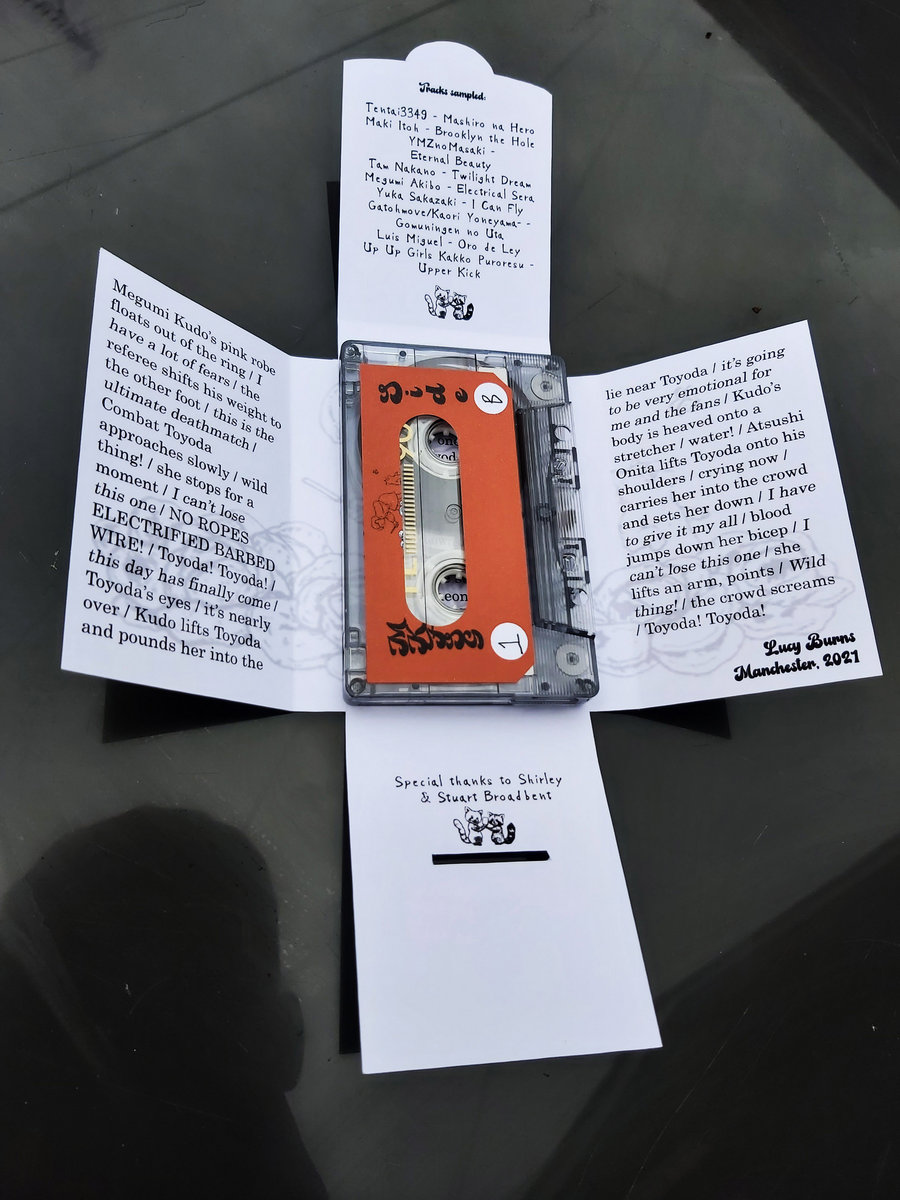 Tracks sampled:
Tentai3349 - Mashiro na Hero
Maki Itoh - Brooklyn the Hole
YMZnoMasaki -
Eternal Beauty
Tam Nakano - Twilight Dream
Megumi Akibo - Electrical Sera
Yuka Sakazaki - I Can Fly
Gatohmove/Kaori Yoneyama- -
Gomuningen no Uta
Luis Miguel - Oro de Ley
Up Up Girls Kakko Puroresu -
Upper Kick
Megumi Kudo's pink robe
floats out of the ring / I
have a lot of fears / the
referee shifts his weight to
the other foot / this is the
ultimate deathmatch /
Combat Toyoda
approaches slowly / wild
thing! / she stops for a
moment / I can't lose
this one / NO ROPES
ELECTRIFIED BARBED
WIRE! / Toyoda! Toyoda! /
this day has finally come /
Toyoda's eyes / it's nearly
over / Kudo lifts Toyoda
and pounds her into the
B
1
lie near Toyoda / it's going
to be very emotional for
me and the fans / Kudo's
body is heaved onto a
stretcher / water! / Atsushi
Onita lifts Toyoda onto his
shoulders / crying now /
carries her into the crowd
and sets her down / I have
to give it my all / blood
jumps down her bicep / I
can't lose this one / she
lifts an arm, points / Wild
thing! / the crowd screams
/ Toyoda! Toyoda!
Lucy Burns
Manchester, 2021
Special thanks to Shirley
& Stuart Broadbent